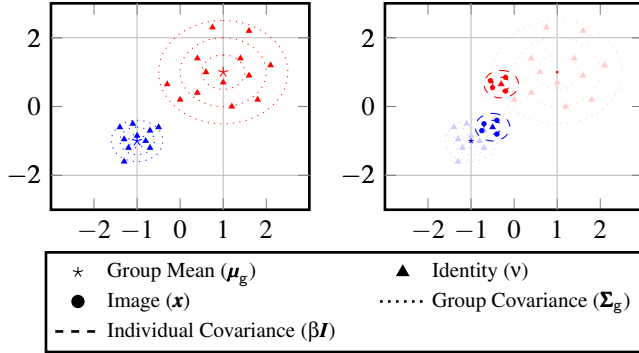 2
0
−2
−2 −1 0 1 2
2
0
−2
−2 −1 0 1 2
Group Mean (μg) Identity (ν)
Image (x) Group Covariance (Σg)
Individual Covariance (βI)